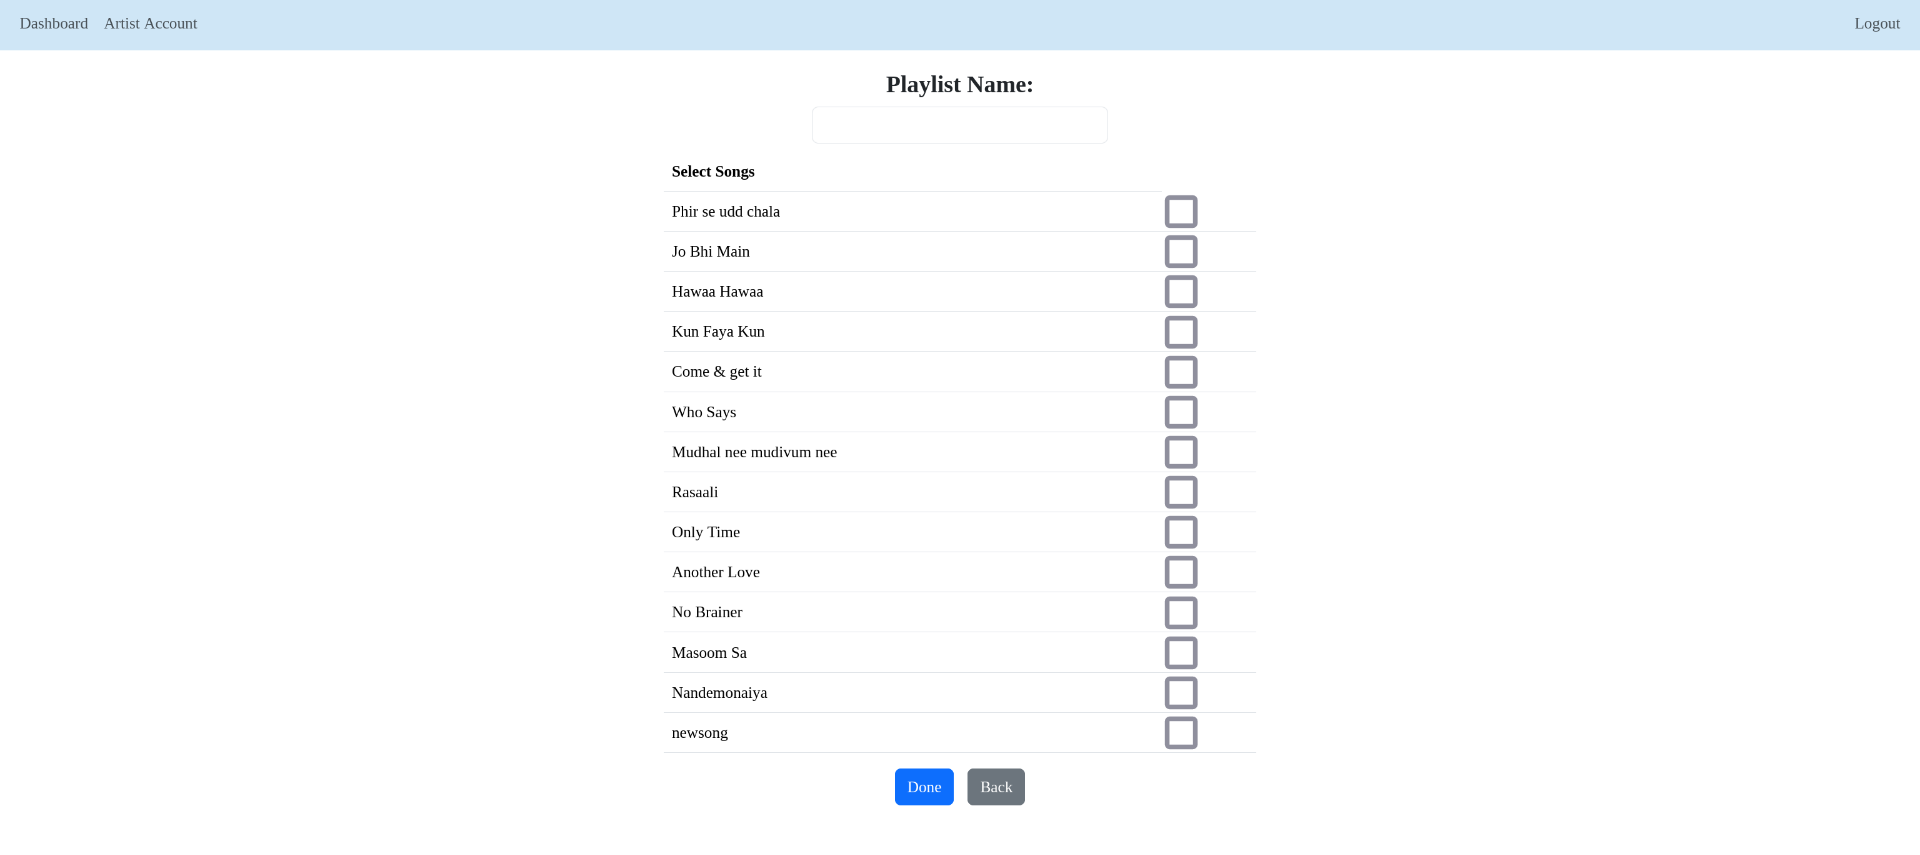 Dashboard Artist Account Logout
Playlist Name:
Select Songs
Phir se udd chala
Jo Bhi Main
Hawaa Hawaa
Kun Faya Kun
Come & get it
Who Says
Mudhal nee mudivum nee
Rasaali
Only Time
Another Love
No Brainer
Masoom Sa
Nandemonaiya
newsong
Done Back